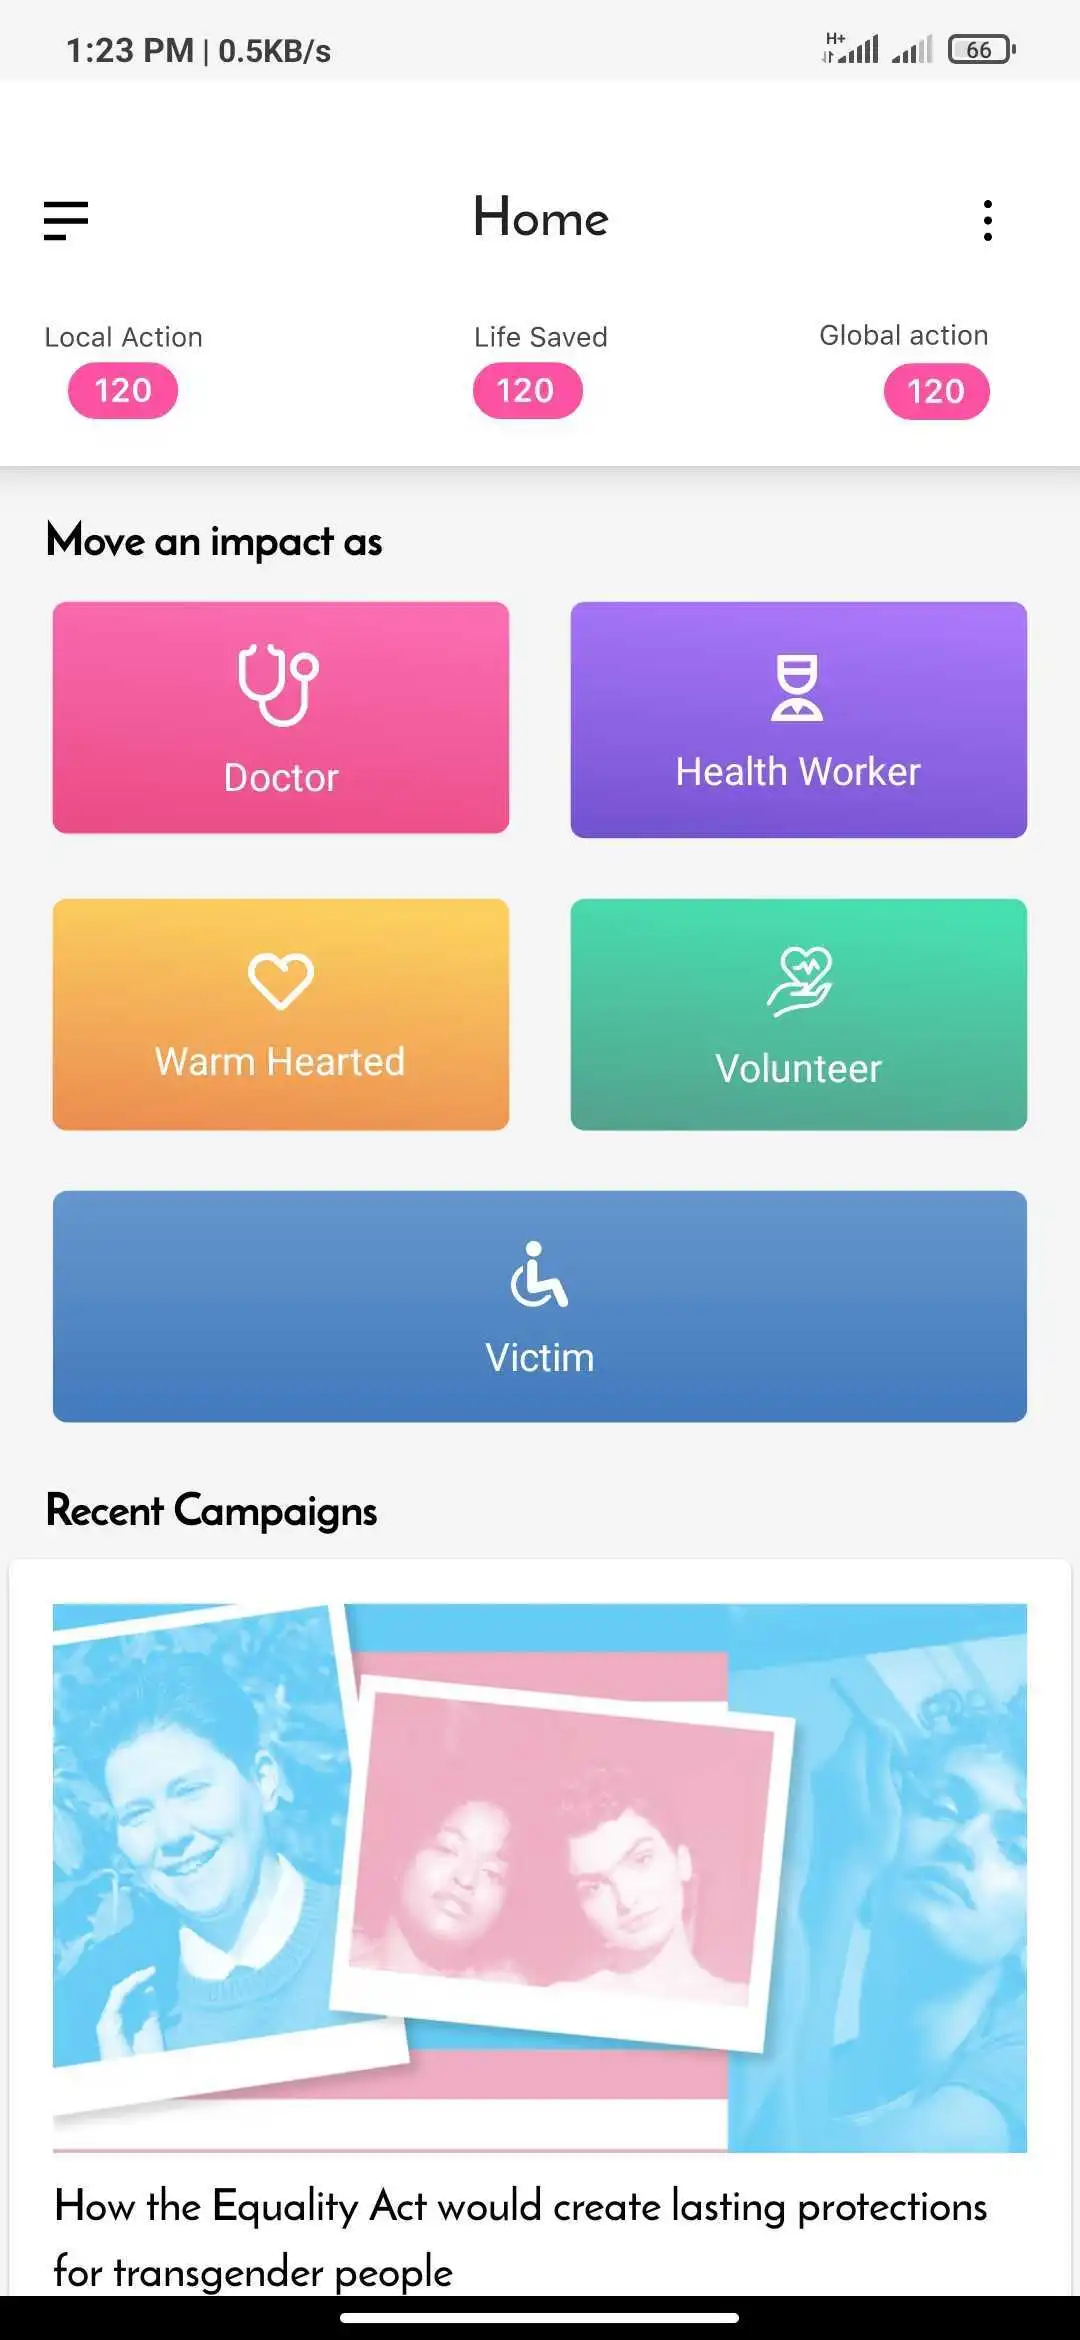 1:23 PM | 0.5KB/s
H+
66
Home
Local Action
Life Saved
Global action
120
120
120
Move an impact as
Doctor
Health Worker
Warm Hearted
Volunteer
Victim
Recent Campaigns
How the Equality Act would create lasting protections
for transgender people